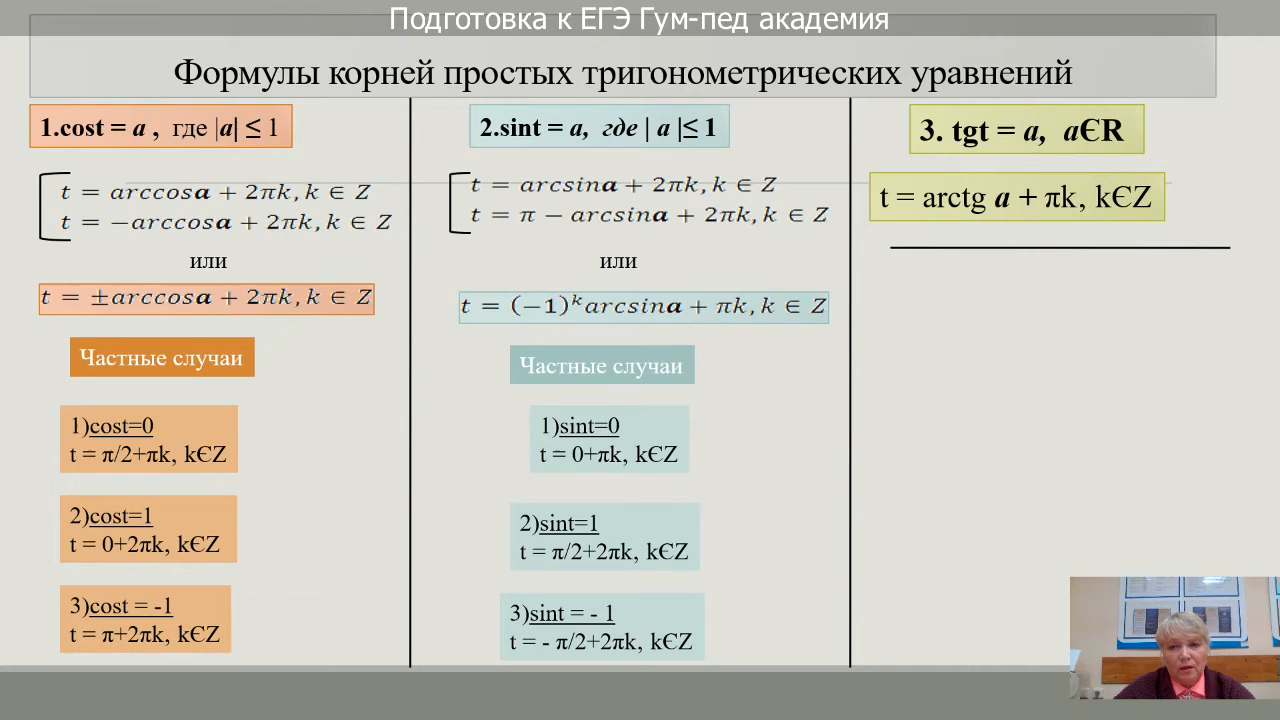 Подготовка к ЕГЭ Гум-пед академия
Формулы корней простых тригонометрических уравнений
1.cost = a , где |a| ≤ 1
t = arccosa + 2πk, k ∈ Z
t = −arccosa + 2πk, k ∈ Z
или
t = ±arccosa + 2πk, k ∈ Z
Частные случаи
1)cost=0
t = π/2+πk, kЄZ
2)cost=1
t = 0+2πk, kЄZ
3)cost = -1
t = π+2πk, kЄZ
2.sint = a, где | a |≤ 1
t = arcsina + 2πk, k ∈ Z
t = π − arcsina + 2πk, k ∈ Z
или
t = (−1)ᵏarcsina + πk, k ∈ Z
Частные случаи
1)sint=0
t = 0+πk, kЄZ
2)sint=1
t = π/2+2πk, kЄZ
3)sint = - 1
t = - π/2+2πk, kЄZ
3. tgt = a, aЄR
t = arctg a + πk, kЄZ